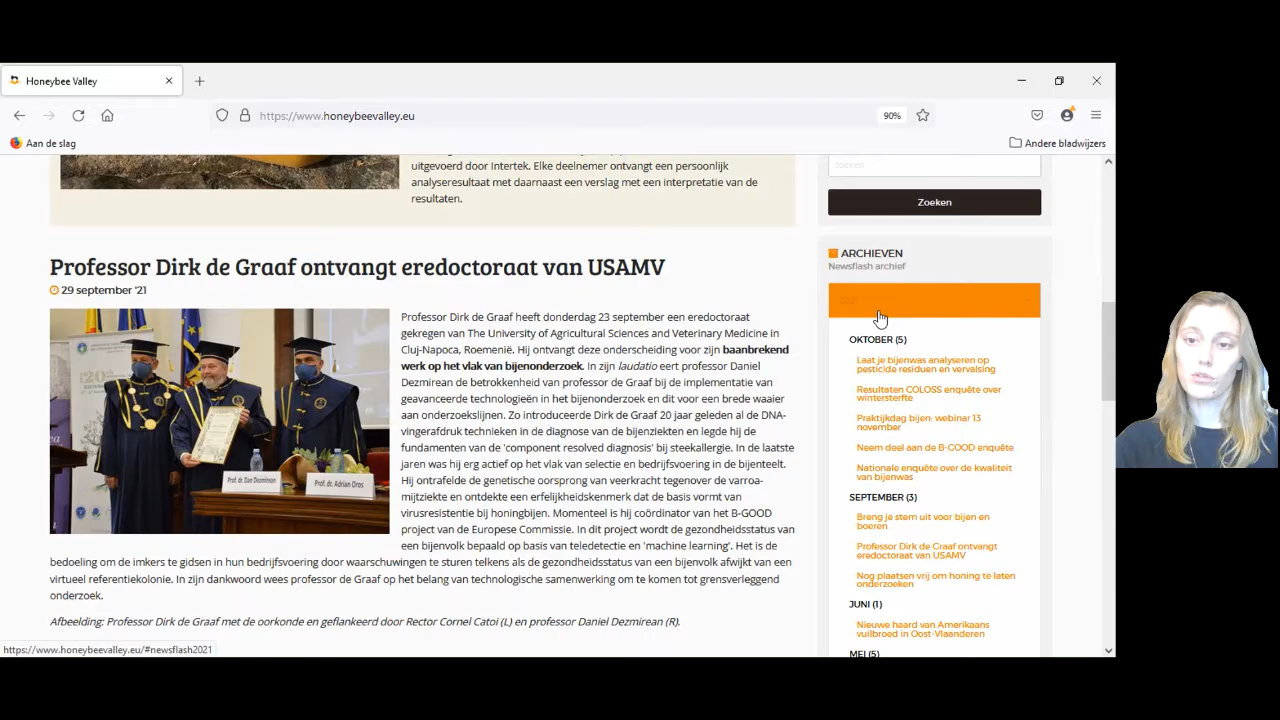 Honeybee Valley
https://www.honeybeevalley.eu
90%
Aan de slag
Andere bladwijzers
uitgevoerd door Intertek. Elke deelnemer ontvangt een persoonlijk
analyseresultaat met daarnaast een verslag met een interpretatie van de
resultaten.
Professor Dirk de Graaf ontvangt eredoctoraat van USAMV
29 september '21
Professor Dirk de Graaf heeft donderdag 23 september een eredoctoraat
gekregen van The University of Agricultural Sciences and Veterinary Medicine in
Cluj-Napoca, Roemenië. Hij ontvangt deze onderscheiding voor zijn baanbrekend
werk op het vlak van bijenonderzoek. In zijn laudatio eert professor Daniel
Dezmirean de betrokkenheid van professor de Graaf bij de implementatie van
geavanceerde technologieën in het bijenonderzoek en dit voor een brede waaier
aan onderzoekslijnen. Zo introduceerde Dirk de Graaf 20 jaar geleden al de DNA-
vingerafdruk technieken in de diagnose van de bijenziekten en legde hij de
fundamenten van de 'component resolved diagnosis' bij steekallergie. In de laatste
jaren was hij erg actief op het vlak van selectie en bedrijfsvoering in de bijenteelt.
Hij ontrafelde de genetische oorsprong van veerkracht tegenover de varroa-
mijtziekte en ontdekte een erfelijkheidskenmerk dat de basis vormt van
virusresistentie bij honingbijen. Momenteel is hij coördinator van het B-GOOD
project van de Europese Commissie. In dit project wordt de gezondheidsstatus van
een bijenvolk bepaald op basis van teledetectie en 'machine learning'. Het is de
bedoeling om de imkers te gidsen in hun bedrijfsvoering door waarschuwingen te sturen telkens als de gezondheidsstatus van een bijenvolk afwijkt van een
virtueel referentiekolonie. In zijn dankwoord wees professor de Graaf op het belang van technologische samenwerking om te komen tot grensverleggend
onderzoek.
Afbeelding: Professor Dirk de Graaf met de oorkonde en geflankeerd door Rector Cornel Catoi (L) en professor Daniel Dezmirean (R).
Prof. dr. Dan Dezmirean
Prof. dr. Adrian Oros
zoeken
Zoeken
ARCHIEVEN
Newsflash archief
2021
OKTOBER (5)
Laat je bijenwas analyseren op
pesticide residuen en vervalsing
Resultaten COLOSS enquête over
wintersterfte
Praktijkdag bijen: webinar 13
november
Neem deel aan de B-GOOD enquête
Nationale enquête over de kwaliteit
van bijenwas
SEPTEMBER (3)
Breng je stem uit voor bijen en
boeren
Professor Dirk de Graaf ontvangt
eredoctoraat van USAMV
Nog plaatsen vrij om honing te laten
onderzoeken
JUNI (1)
Nieuwe haard van Amerikaans
vuilbroed in Oost-Vlaanderen
MEI (5)
https://www.honeybeevalley.eu/#newsflash2021